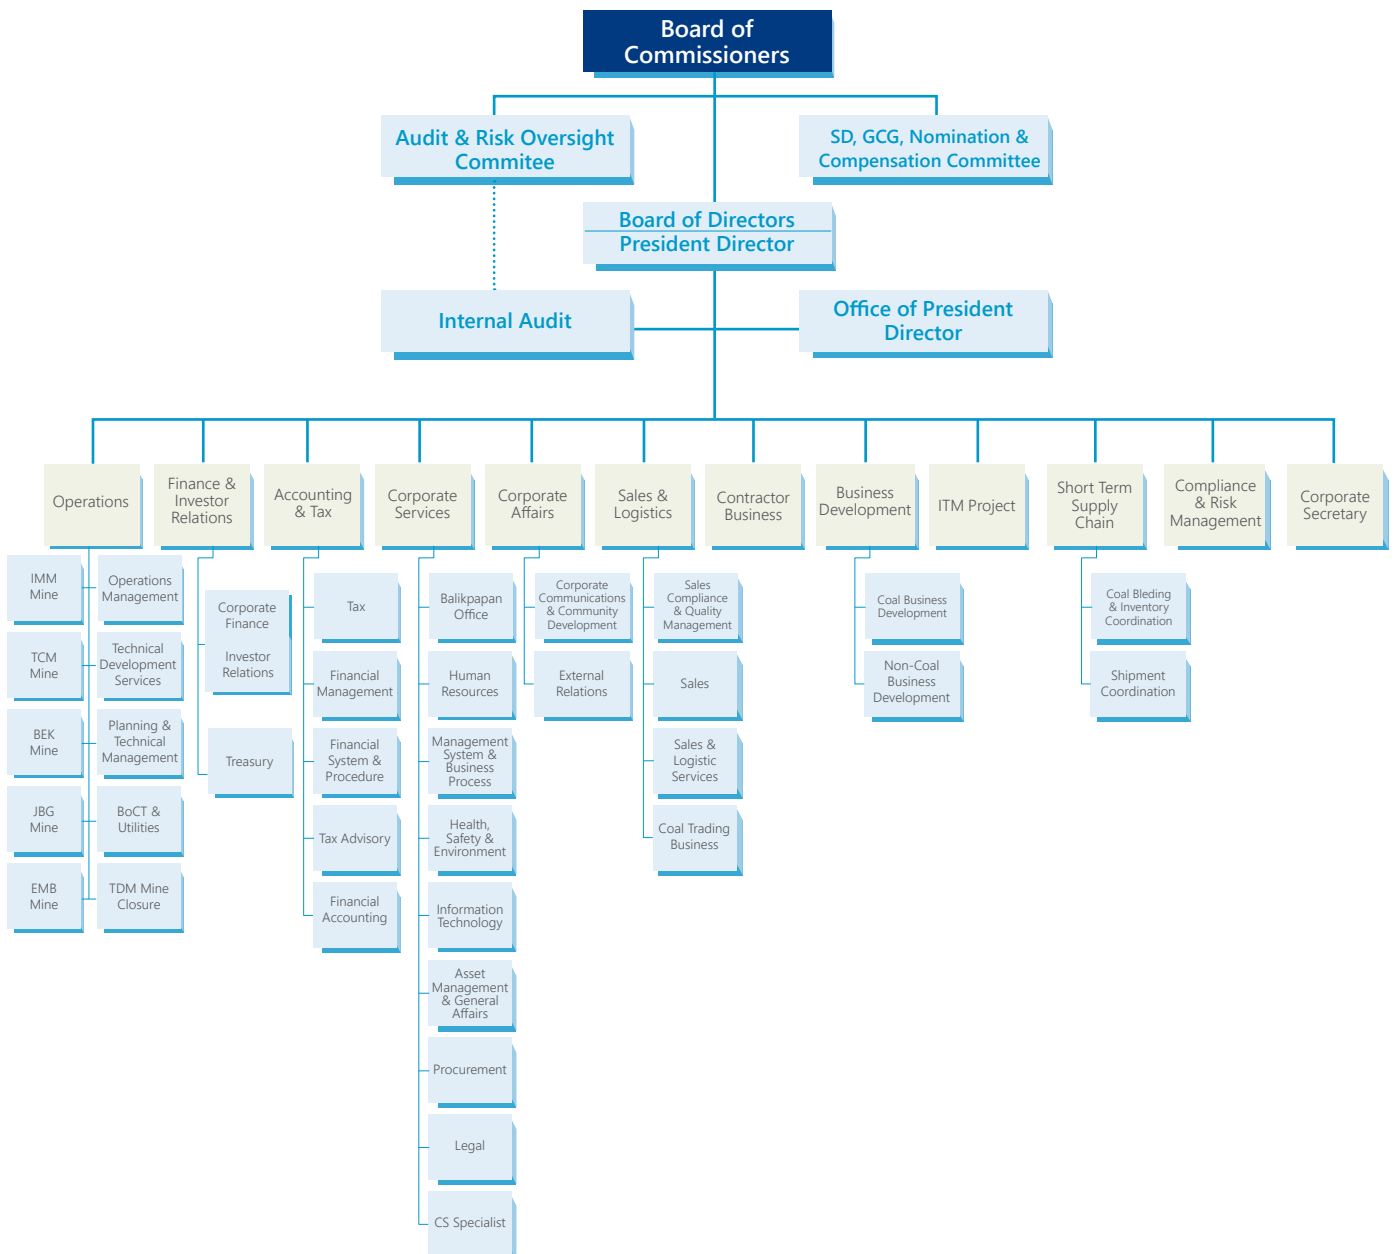 Board of
Commissioners
Audit & Risk Oversight
Commitee
SD, GCG, Nomination &
Compensation Committee
Board of Directors
President Director
Internal Audit
Office of President
Director
Operations
Finance &
Investor
Relations
Accounting
& Tax
Corporate
Services
Corporate
Affairs
Sales &
Logistics
Contractor
Business
Business
Development
ITM Project
Short Term
Supply
Chain
Compliance
& Risk
Management
Corporate
Secretary
IMM
Mine
Operations
Management
TCM
Mine
Technical
Development
Services
BEK
Mine
Planning &
Technical
Management
JBG
Mine
BoCT &
Utilities
EMB
Mine
TDM Mine
Closure
Corporate
Finance
Investor
Relations
Treasury
Tax
Financial
Management
Financial
System &
Procedure
Tax Advisory
Financial
Accounting
Balikpapan
Office
Human
Resources
Management
System &
Business
Process
Health,
Safety &
Environment
Information
Technology
Asset
Management
& General
Affairs
Procurement
Legal
CS Specialist
Corporate
Communications
& Community
Development
External
Relations
Sales
Compliance
& Quality
Management
Sales
Sales &
Logistic
Services
Coal Trading
Business
Coal Business
Development
Non-Coal
Business
Development
Coal Bleding
& Inventory
Coordination
Shipment
Coordination